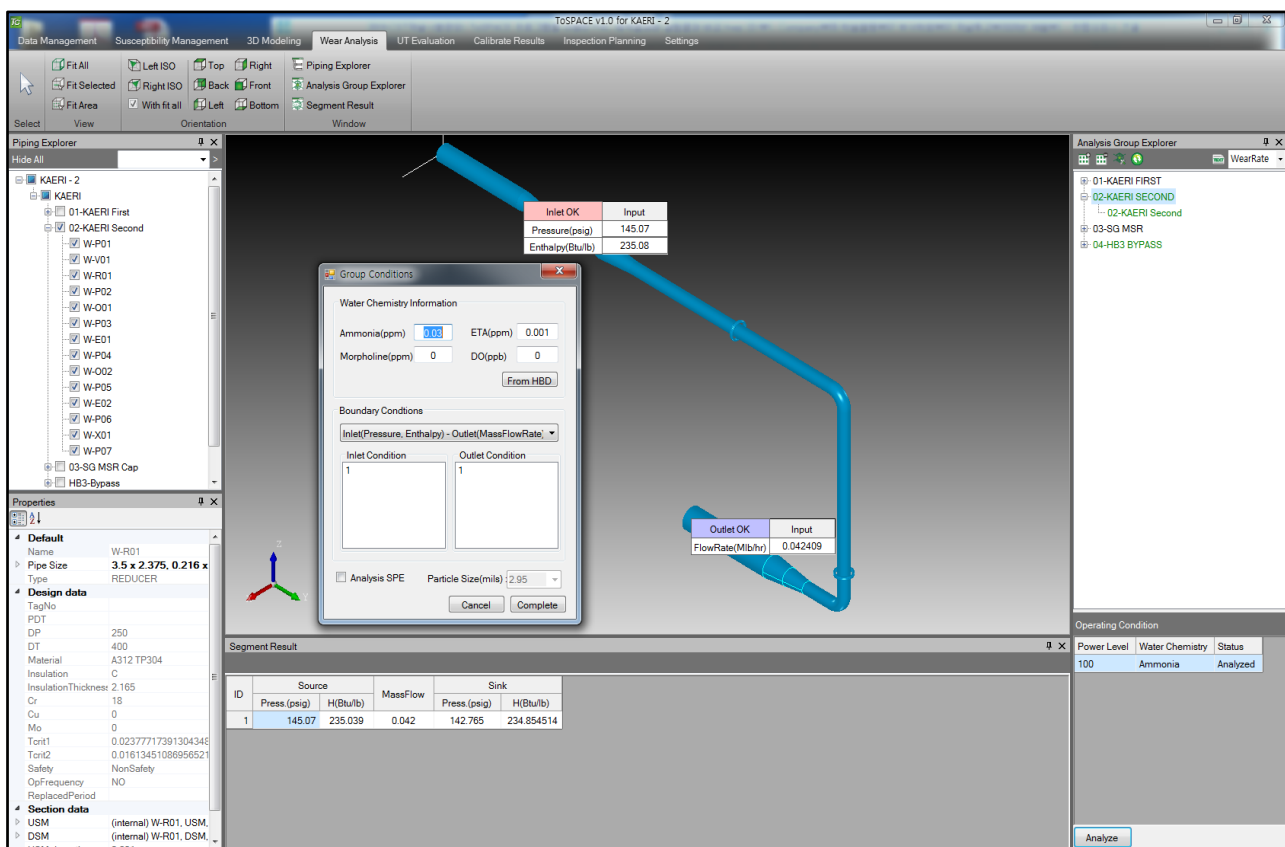 TG ToSPACE v1.0 for KAERI - 2
Data Management Susceptibility Management 3D Modeling Wear Analysis UT Evaluation Calibrate Results Inspection Planning Settings
Fit All Left ISO Top Right Piping Explorer
Fit Selected Right ISO Back Front Analysis Group Explorer
Fit Area With fit all Left Bottom Segment Result
Select View Orientation Window
Piping Explorer
Hide All
KAERI - 2
KAERI
01-KAERI First
02-KAERI Second
W-P01
W-V01
W-R01
W-P02
W-O01
W-P03
W-E01
W-P04
W-O02
W-P05
W-E02
W-P06
W-X01
W-P07
03-SG MSR Cap
HB3-Bypass
Properties
Default
Name W-R01
Pipe Size 3.5 x 2.375, 0.216 x
Type REDUCER
Design data
TagNo
PDT
DP 250
DT 400
Material A312 TP304
Insulation C
InsulationThickness 2.165
Cr 18
Cu 0
Mo 0
Tcrit1 0.02377717391304348
Tcrit2 0.01613451086956521
Safety NonSafety
OpFrequency NO
ReplacedPeriod
Section data
USM (internal) W-R01, USM,
DSM (internal) W-R01, DSM,
Inlet OK Input
Pressure(psig) 145.07
Enthalpy(Btu/lb) 235.08
Group Conditions
Water Chemistry Information
Ammonia(ppm) 0.03 ETA(ppm) 0.001
Morpholine(ppm) 0 DO(ppb) 0
From HBD
Boundary Condtions
Inlet(Pressure, Enthalpy) - Outlet(MassFlowRate)
Inlet Condition Outlet Condition
1 1
Analysis SPE Particle Size(mils) : 2.95
Cancel Complete
Outlet OK Input
FlowRate(Mlb/hr) 0.042409
Z
Segment Result
ID Source MassFlow Sink
Press.(psig) H(Btu/lb) Press.(psig) H(Btu/lb)
1 145.07 235.039 0.042 142.765 234.854514
Analysis Group Explorer
WearRate
01-KAERI FIRST
02-KAERI SECOND
02-KAERI Second
03-SG MSR
04-HB3 BYPASS
Operating Condition
Power Level Water Chemistry Status
100 Ammonia Analyzed
Analyze